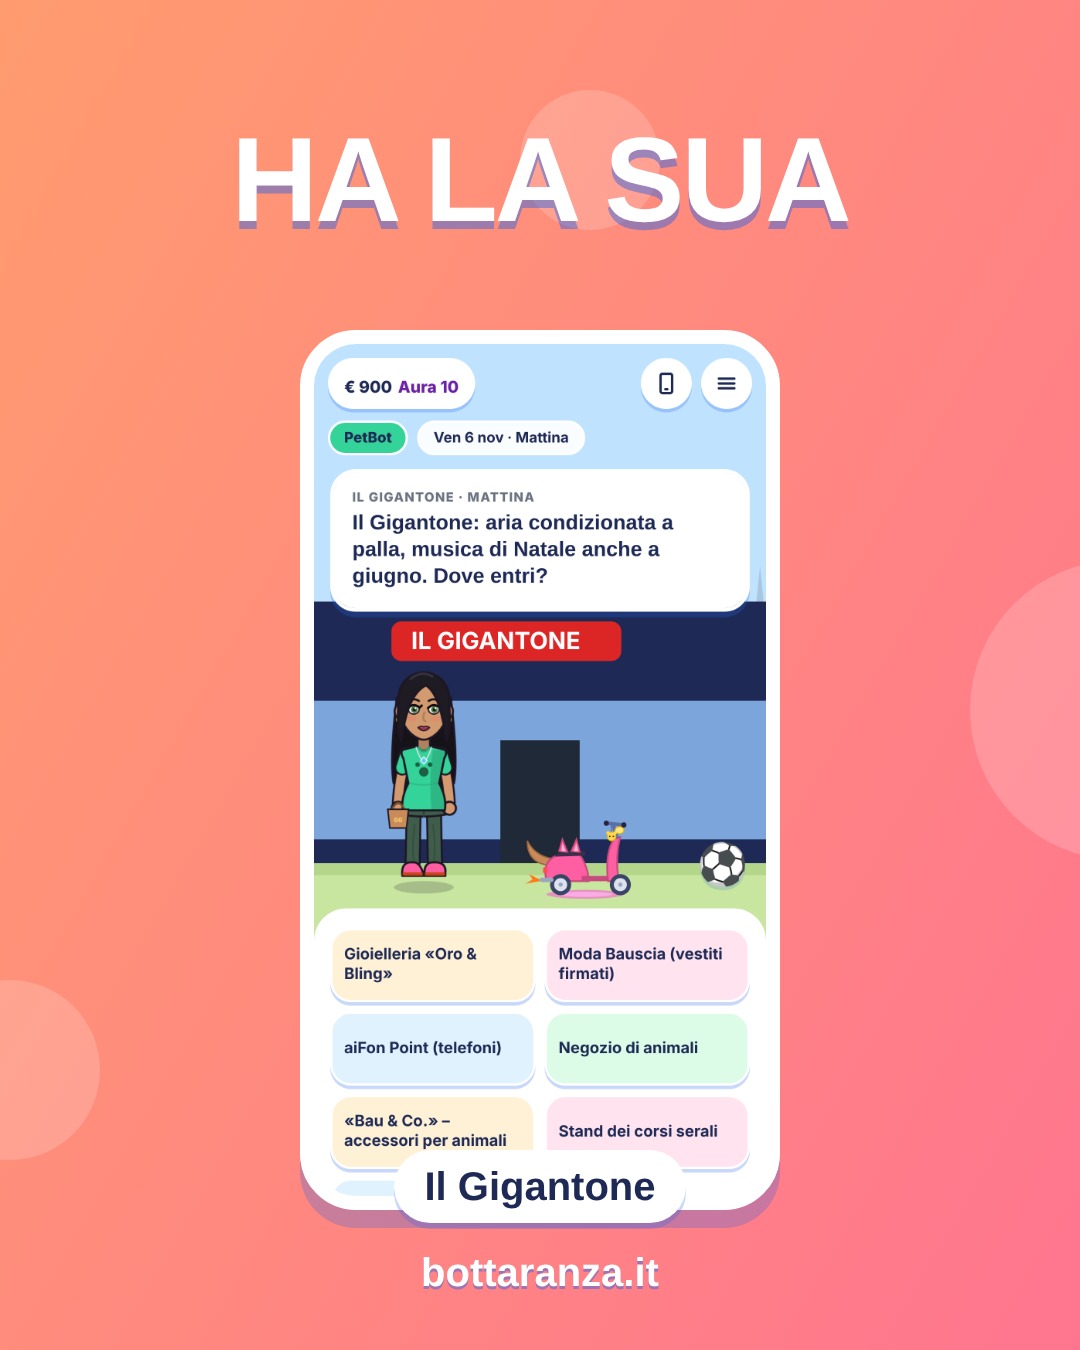 HA LA SUA
€ 900 Aura 10
PetBot
Ven 6 nov · Mattina
IL GIGANTONE · MATTINA
Il Gigantone: aria condizionata a
palla, musica di Natale anche a
giugno. Dove entri?
IL GIGANTONE
Gioielleria «Oro &
Bling»
Moda Bauscia (vestiti
firmati)
aiFon Point (telefoni)
Negozio di animali
«Bau & Co.» –
accessori per animali
Stand dei corsi serali
Il Gigantone
bottaranza.it